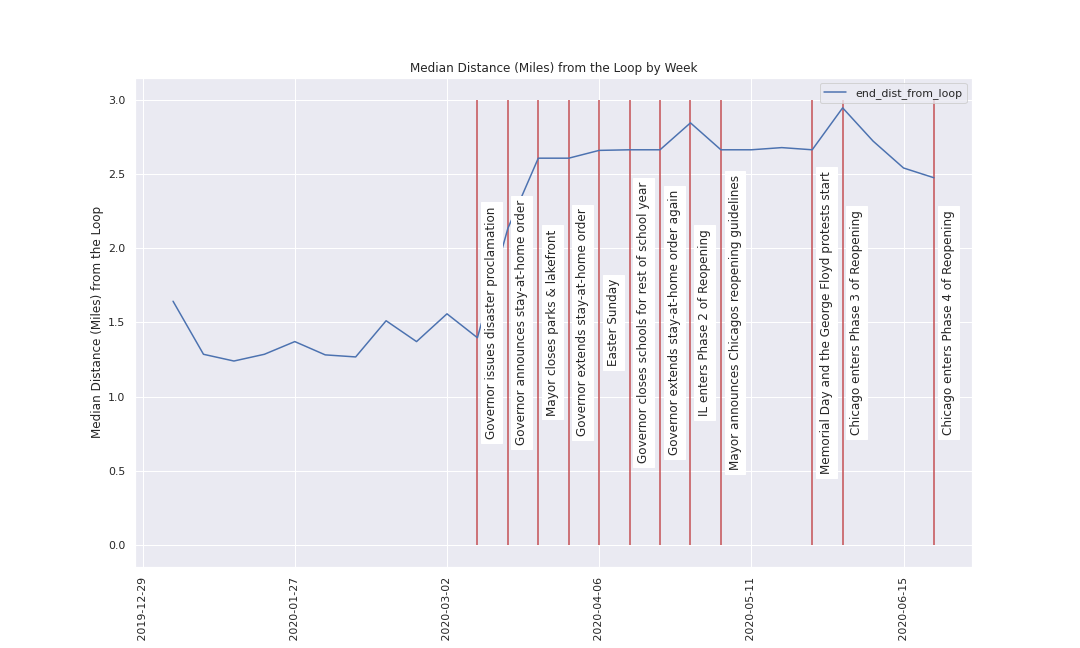 Median Distance (Miles) from the Loop by Week
end_dist_from_loop
Median Distance (Miles) from the Loop
3.0
2.5
2.0
1.5
1.0
0.5
0.0
Governor issues disaster proclamation
Governor announces stay-at-home order
Mayor closes parks & lakefront
Governor extends stay-at-home order
Easter Sunday
Governor closes schools for rest of school year
Governor extends stay-at-home order again
IL enters Phase 2 of Reopening
Mayor announces Chicagos reopening guidelines
Memorial Day and the George Floyd protests start
Chicago enters Phase 3 of Reopening
Chicago enters Phase 4 of Reopening
2019-12-29
2020-01-27
2020-03-02
2020-04-06
2020-05-11
2020-06-15